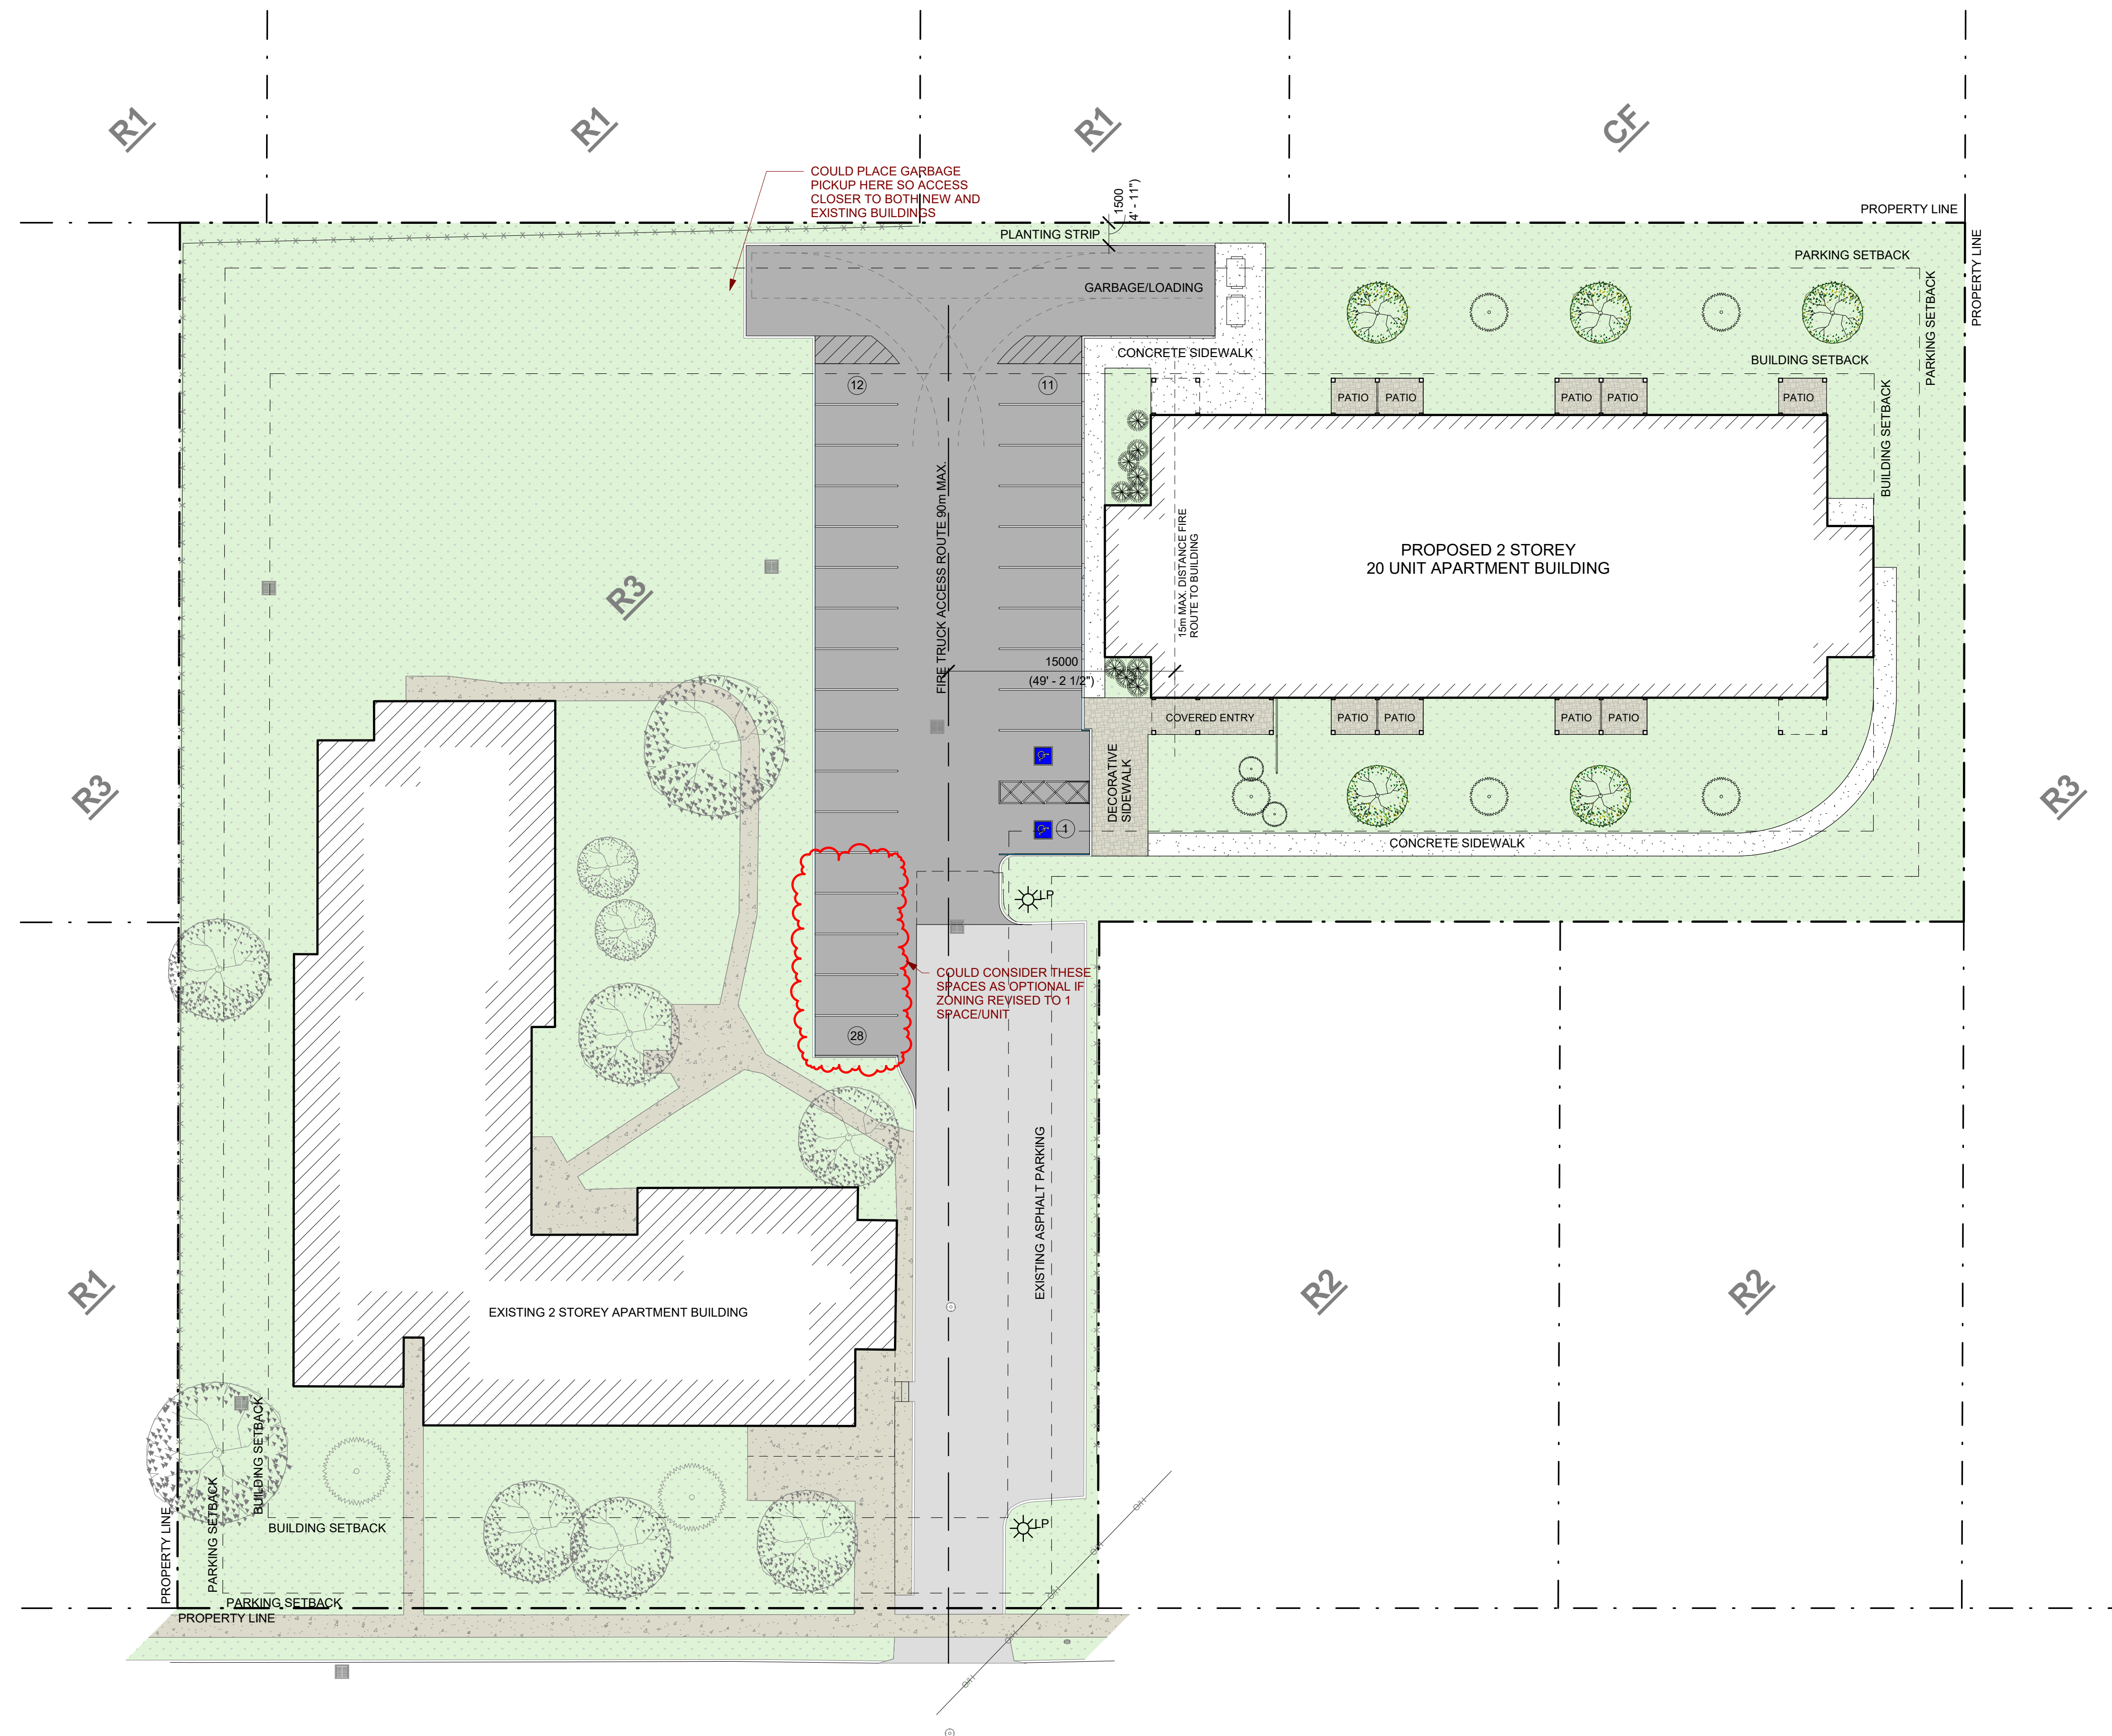 R1
R1
R1
CF
COULD PLACE GARBAGE
PICKUP HERE SO ACCESS
CLOSER TO BOTH NEW AND
EXISTING BUILDINGS
1500
(4' - 11")
PROPERTY LINE
PLANTING STRIP
PROPERTY LINE
PARKING SETBACK
GARBAGE/LOADING
PARKING SETBACK
CONCRETE SIDEWALK
BUILDING SETBACK
12
11
BUILDING SETBACK
PATIO
PATIO
PATIO
PATIO
PATIO
FIRE TRUCK ACCESS ROUTE 90m MAX.
15m MAX. DISTANCE FIRE
ROUTE TO BUILDING
PROPOSED 2 STOREY
20 UNIT APARTMENT BUILDING
R3
15000
(49' - 2 1/2")
COVERED ENTRY
PATIO
PATIO
PATIO
PATIO
DECORATIVE
SIDEWALK
R3
R3
1
CONCRETE SIDEWALK
LP
COULD CONSIDER THESE
SPACES AS OPTIONAL IF
ZONING REVISED TO 1
SPACE/UNIT
28
EXISTING ASPHALT PARKING
R1
R2
R2
EXISTING 2 STOREY APARTMENT BUILDING
BUILDING SETBACK
PARKING SETBACK
PROPERTY LINE
BUILDING SETBACK
LP
PARKING SETBACK
PROPERTY LINE